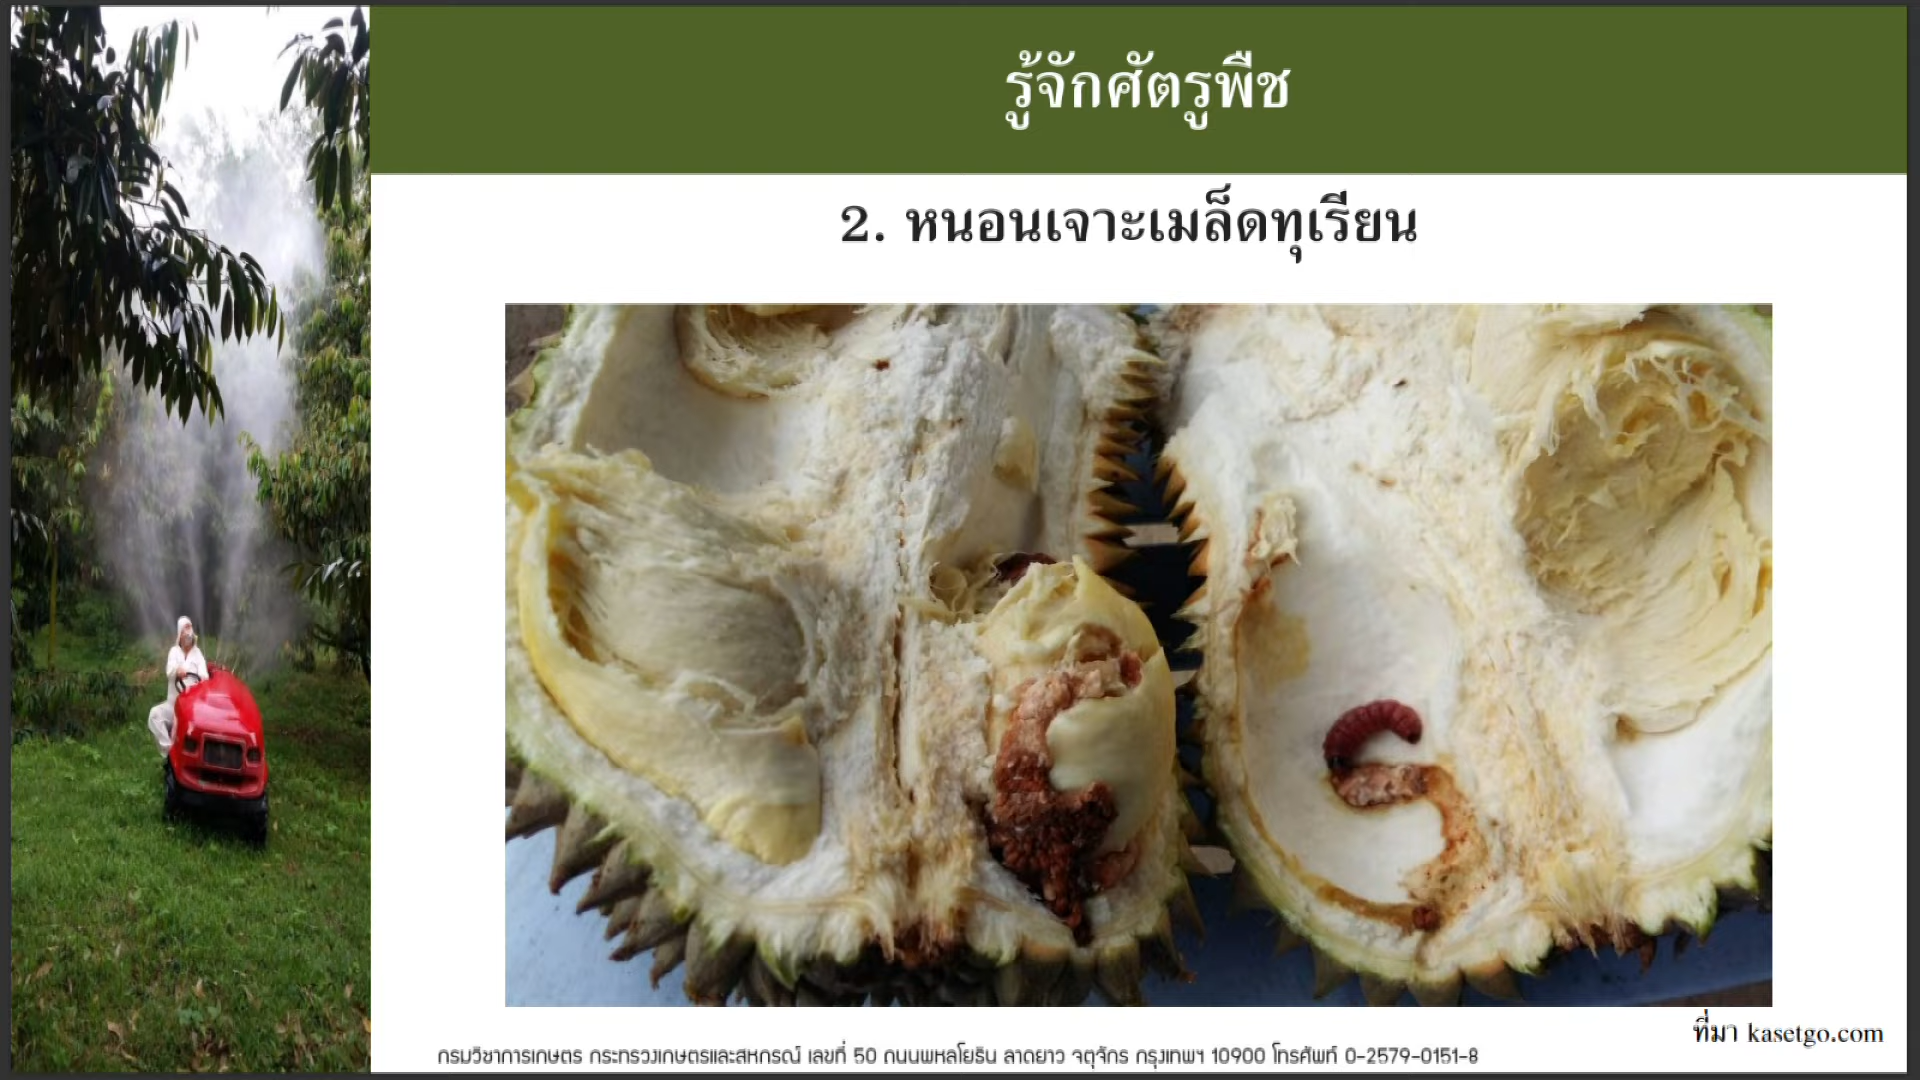 รู้จักศัตรูพืช
2. หนอนเจาะเมล็ดทุเรียน
ที่มา kasetgo.com
กรมวิชาการเกษตร กระทรวงเกษตรและสหกรณ์ เลขที่ 50 ถนนพหลโยธิน ลาดยาว จตุจักร กรุงเทพฯ 10900 โทรศัพท์ 0-2579-0151-8